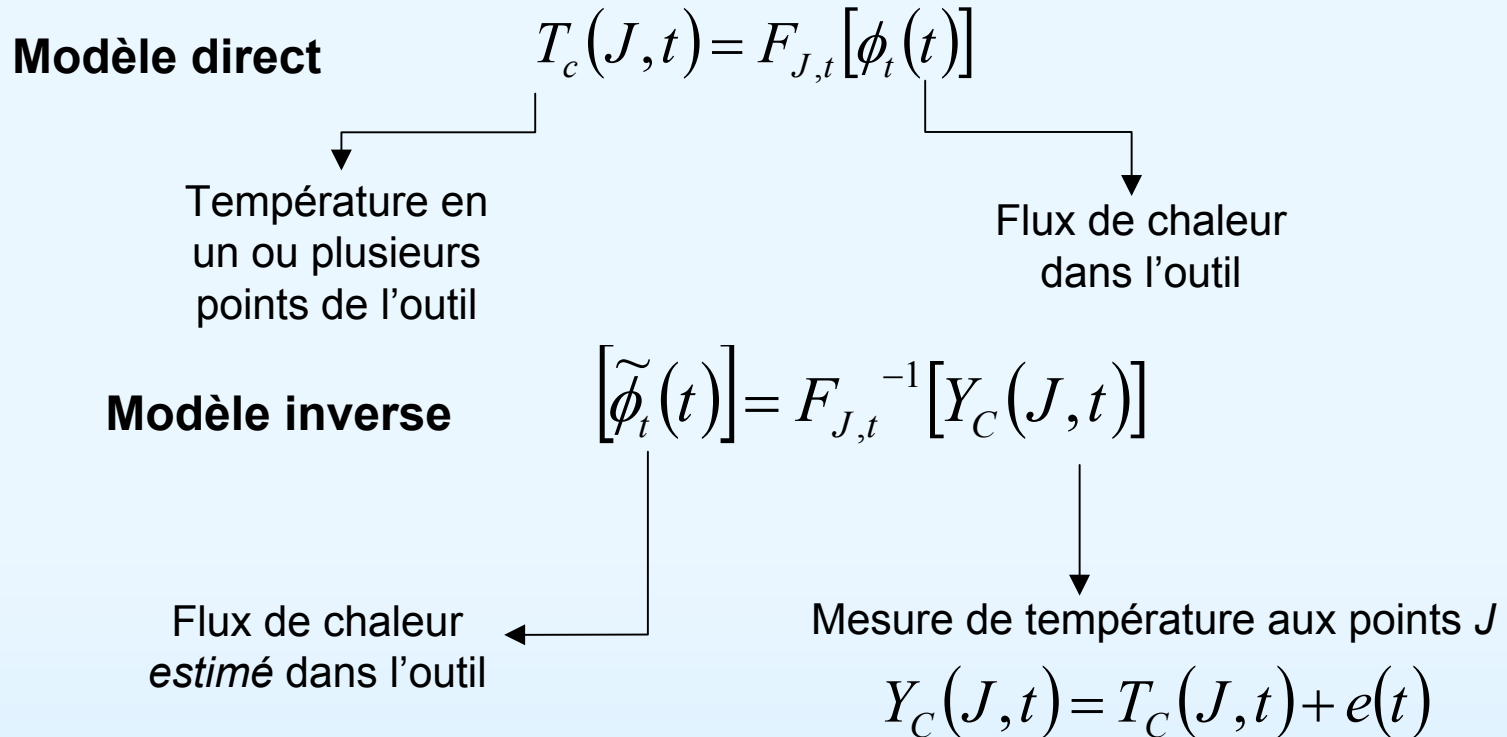 Modèle direct
T_c(J,t) = F_{J,t}[ϕ_t(t)]
Température en
un ou plusieurs
points de l’outil
Flux de chaleur
dans l’outil
Modèle inverse
[ϕ̃_t(t)] = F_{J,t}^{-1}[Y_C(J,t)]
Flux de chaleur
estimé dans l’outil
Mesure de température aux points J
Y_C(J,t) = T_C(J,t) + e(t)